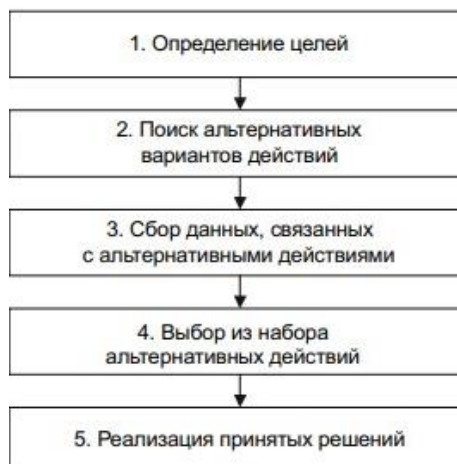 1. Определение целей
2. Поиск альтернативных
вариантов действий
3. Сбор данных, связанных
с альтернативными действиями
4. Выбор из набора
альтернативных действий
5. Реализация принятых решений